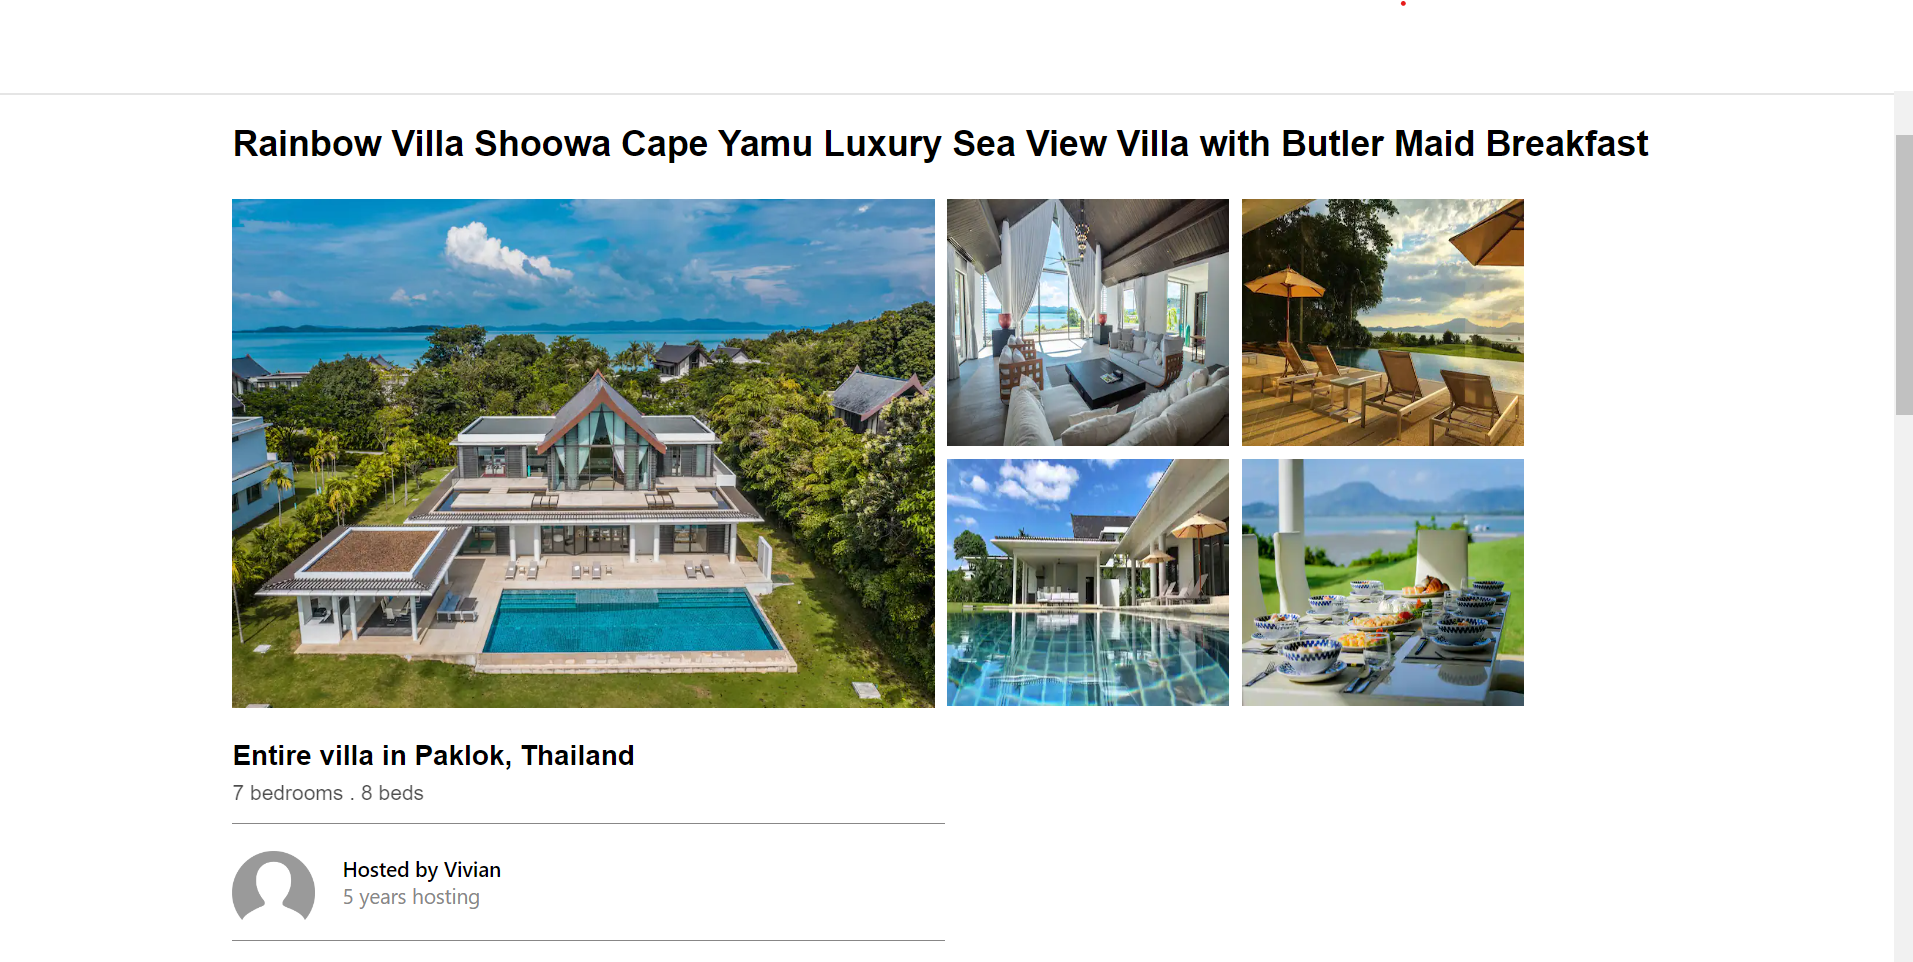 Rainbow Villa Shoowa Cape Yamu Luxury Sea View Villa with Butler Maid Breakfast
Entire villa in Paklok, Thailand
7 bedrooms . 8 beds
Hosted by Vivian
5 years hosting